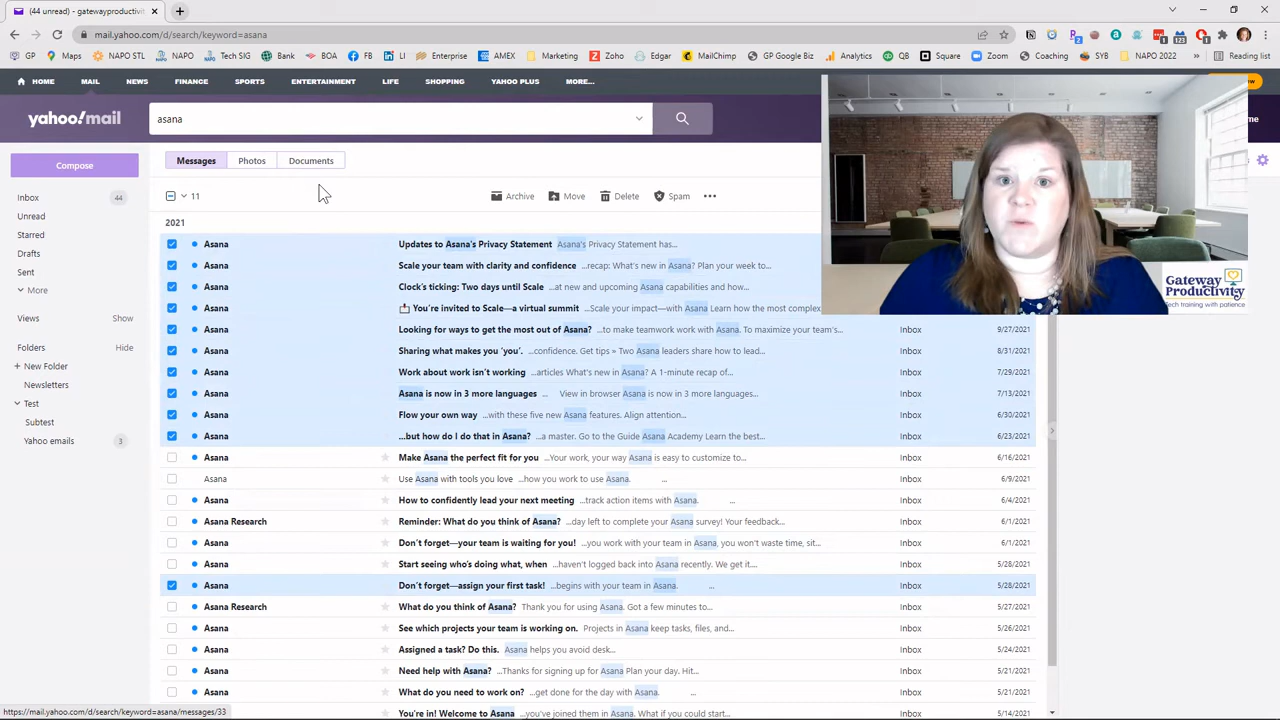 (44 unread) - gatewayproductivit
mail.yahoo.com/d/search/keyword=asana
GP Maps NAPO STL NAPO Tech SIG Bank BOA FB LI Enterprise AMEX Marketing Zoho Edgar MailChimp GP Google Biz Analytics QB Square Zoom Coaching SYB NAPO 2022 Reading list
HOME MAIL NEWS FINANCE SPORTS ENTERTAINMENT LIFE SHOPPING YAHOO PLUS MORE...
yahoo!mail
asana
Compose
Messages Photos Documents
11 Archive Move Delete Spam
Inbox 44
Unread
Starred
Drafts
Sent
More
Views Show
Folders Hide
New Folder
Newsletters
Test
Subtest
Yahoo emails 3
2021
Asana Updates to Asana's Privacy Statement Asana's Privacy Statement has...
Asana Scale your team with clarity and confidence ...recap: What's new in Asana? Plan your week to...
Asana Clock's ticking: Two days until Scale ...at new and upcoming Asana capabilities and how...
Asana You're invited to Scale—a virtual summit ...Scale your impact—with Asana Learn how the most complex
Asana Looking for ways to get the most out of Asana? ...to make teamwork work with Asana. To maximize your team's... Inbox 9/27/2021
Asana Sharing what makes you 'you'. ...confidence. Get tips » Two Asana leaders share how to lead... Inbox 8/31/2021
Asana Work about work isn't working ...articles What's new in Asana? A 1-minute recap of... Inbox 7/29/2021
Asana Asana is now in 3 more languages ... View in browser Asana is now in 3 more languages... Inbox 7/13/2021
Asana Flow your own way ...with these five new Asana features. Align attention... Inbox 6/30/2021
Asana ...but how do I do that in Asana? ...a master. Go to the Guide Asana Academy Learn the best... Inbox 6/23/2021
Asana Make Asana the perfect fit for you ...Your work, your way Asana is easy to customize to... Inbox 6/16/2021
Asana Use Asana with tools you love ...how you work to use Asana. ... Inbox 6/9/2021
Asana How to confidently lead your next meeting ...track action items with Asana. ... Inbox 6/4/2021
Asana Research Reminder: What do you think of Asana? ...day left to complete your Asana survey! Your feedback... Inbox 6/1/2021
Asana Don't forget—your team is waiting for you! ...you work with your team in Asana, you won't waste time, sit... Inbox 6/1/2021
Asana Start seeing who's doing what, when ...haven't logged back into Asana recently. We get it.... Inbox 5/28/2021
Asana Don't forget—assign your first task! ...begins with your team in Asana. ... Inbox 5/28/2021
Asana Research What do you think of Asana? Thank you for using Asana. Got a few minutes to... Inbox 5/27/2021
Asana See which projects your team is working on. Projects in Asana keep tasks, files, and... Inbox 5/26/2021
Asana Assigned a task? Do this. Asana helps you avoid desk... Inbox 5/24/2021
Asana Need help with Asana? ...Thanks for signing up for Asana Plan your day. Hit... Inbox 5/21/2021
Asana What do you need to work on? ...get done for the day with Asana. ... Inbox 5/21/2021
Asana You're in! Welcome to Asana ...you've joined them in Asana. What if you could start... Inbox 5/14/2021
https://mail.yahoo.com/d/search/keyword=asana/messages/33
Gateway
Productivity
Tech training with patience